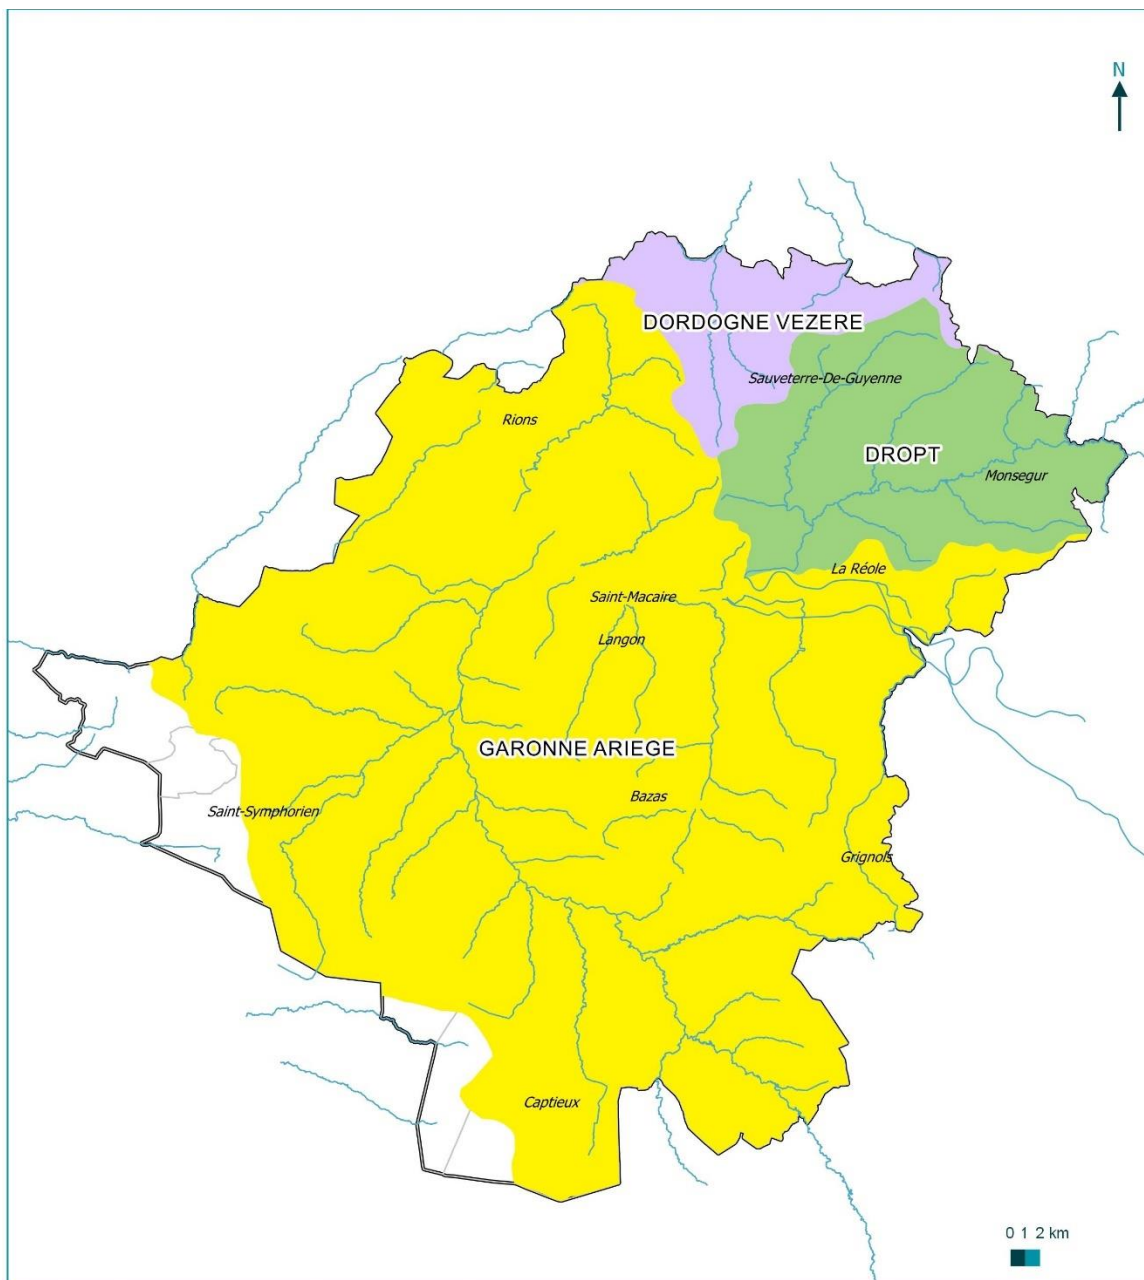 N
DORDOGNE VEZERE
Sauveterre-De-Guyenne
Rions
DROPT
Monsegur
La Réole
Saint-Macaire
Langon
GARONNE ARIEGE
Bazas
Saint-Symphorien
Grignols
Captieux
0 1 2 km